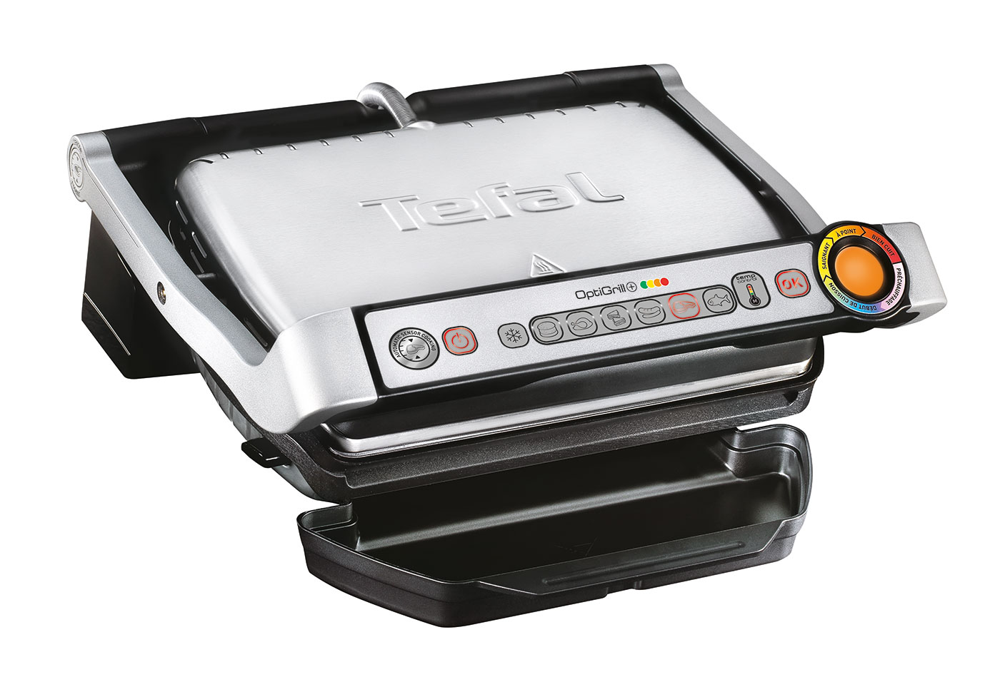 Tefal
OptiGrill+
temp
control
OK
AUTOMATIC SENSOR COOKING
PRÉCHAUFFAGE
DÉBUT DE CUISSON
SAIGNANT
À POINT
BIEN CUIT